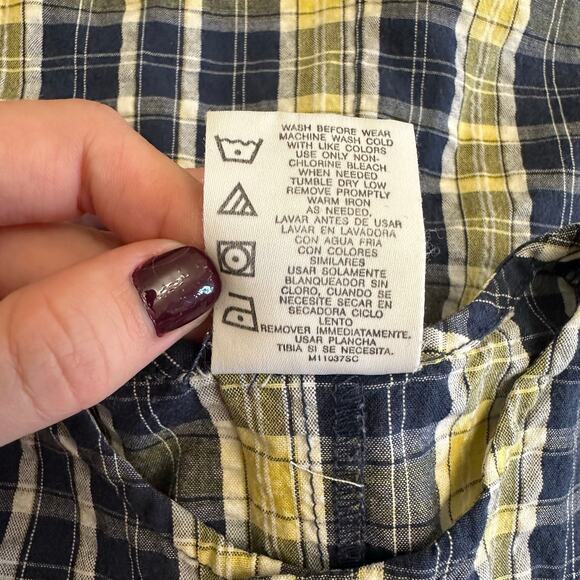 WASH BEFORE WEAR
MACHINE WASH COLD
WITH LIKE COLORS
USE ONLY NON-
CHLORINE BLEACH
WHEN NEEDED
TUMBLE DRY LOW
REMOVE PROMPTLY
WARM IRON
AS NEEDED.
LAVAR ANTES DE USAR
LAVAR EN LAVADORA
CON AGUA FRIA
CON COLORES
SIMILARES
USAR SOLAMENTE
BLANQUEADOR SIN
CLORO, CUANDO SE
NECESITE SECAR EN
SECADORA CICLO
LENTO
REMOVER IMMEDIATAMENTE.
USAR PLANCHA
TIBIA SI SE NECESITA.
M11037SC